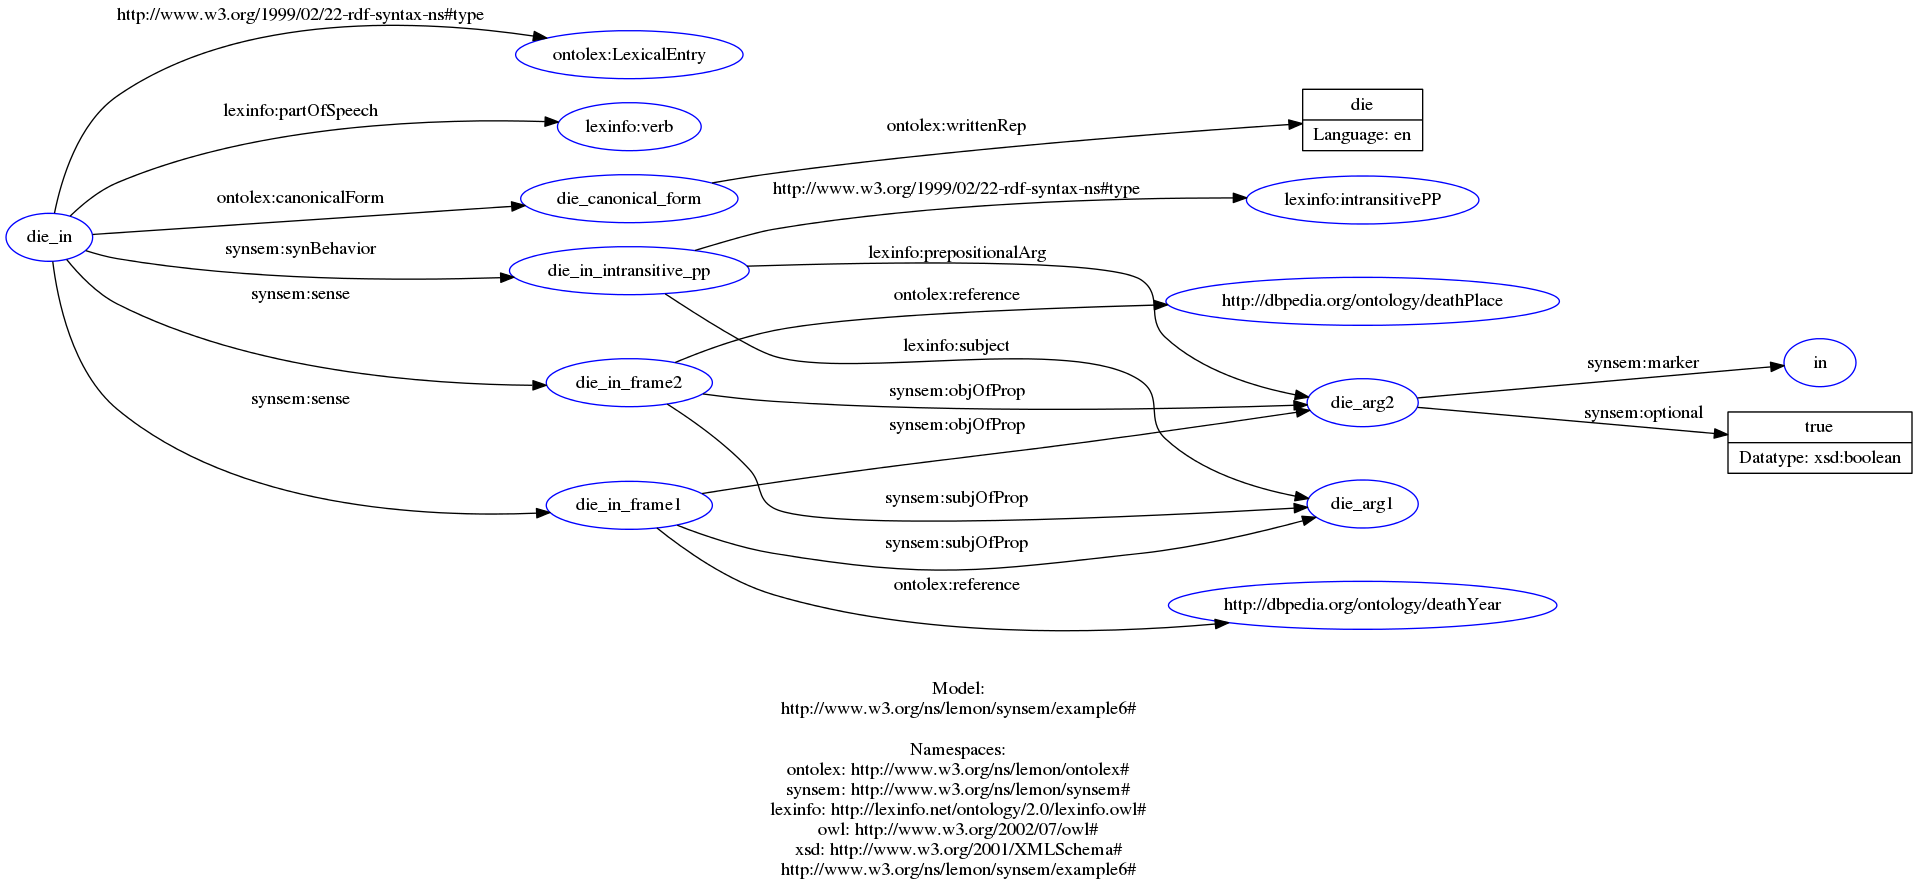 http://www.w3.org/1999/02/22-rdf-syntax-ns#type
ontolex:LexicalEntry
lexinfo:partOfSpeech
lexinfo:verb
die
Language: en
ontolex:writtenRep
ontolex:canonicalForm
die_canonical_form
http://www.w3.org/1999/02/22-rdf-syntax-ns#type
lexinfo:intransitivePP
die_in
synsem:synBehavior
die_in_intransitive_pp
lexinfo:prepositionalArg
synsem:sense
ontolex:reference
http://dbpedia.org/ontology/deathPlace
lexinfo:subject
synsem:marker
in
die_in_frame2
synsem:objOfProp
synsem:sense
die_arg2
synsem:optional
true
Datatype: xsd:boolean
synsem:objOfProp
synsem:subjOfProp
die_in_frame1
die_arg1
synsem:subjOfProp
ontolex:reference
http://dbpedia.org/ontology/deathYear
Model:
http://www.w3.org/ns/lemon/synsem/example6#
Namespaces:
ontolex: http://www.w3.org/ns/lemon/ontolex#
synsem: http://www.w3.org/ns/lemon/synsem#
lexinfo: http://lexinfo.net/ontology/2.0/lexinfo.owl#
owl: http://www.w3.org/2002/07/owl#
xsd: http://www.w3.org/2001/XMLSchema#
http://www.w3.org/ns/lemon/synsem/example6#